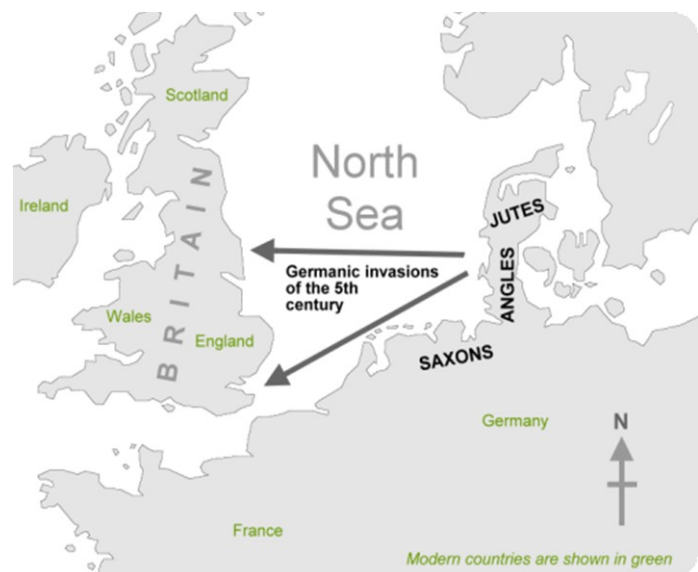 Scotland
North
Sea
Ireland
BRITAIN
JUTES
ANGLES
Germanic invasions
of the 5th
century
Wales
England
SAXONS
Germany
N
France
Modern countries are shown in green